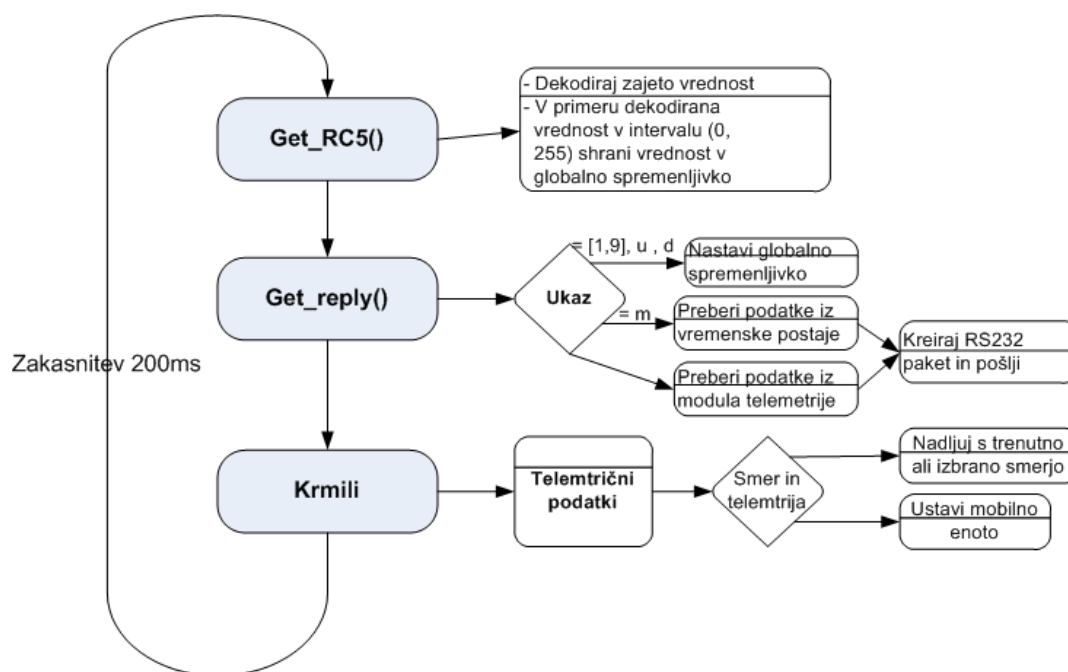 Get_RC5()
- Dekodiraj zajeto vrednost
- V primeru dekodirana
vrednost v intervalu (0,
255) shrani vrednost v
globalno spremenljivko
Get_reply()
Ukaz
= [1,9], u , d
Nastavi globalno
spremenljivko
= m
Preberi podatke iz
vremenske postaje
Preberi podatke iz
modula telemetrije
Kreiraj RS232
paket in pošlji
Zakasnitev 200ms
Krmili
Telemtrični
podatki
Smer in
telemtrija
Nadljuj s trenutno
ali izbrano smerjo
Ustavi mobilno
enoto